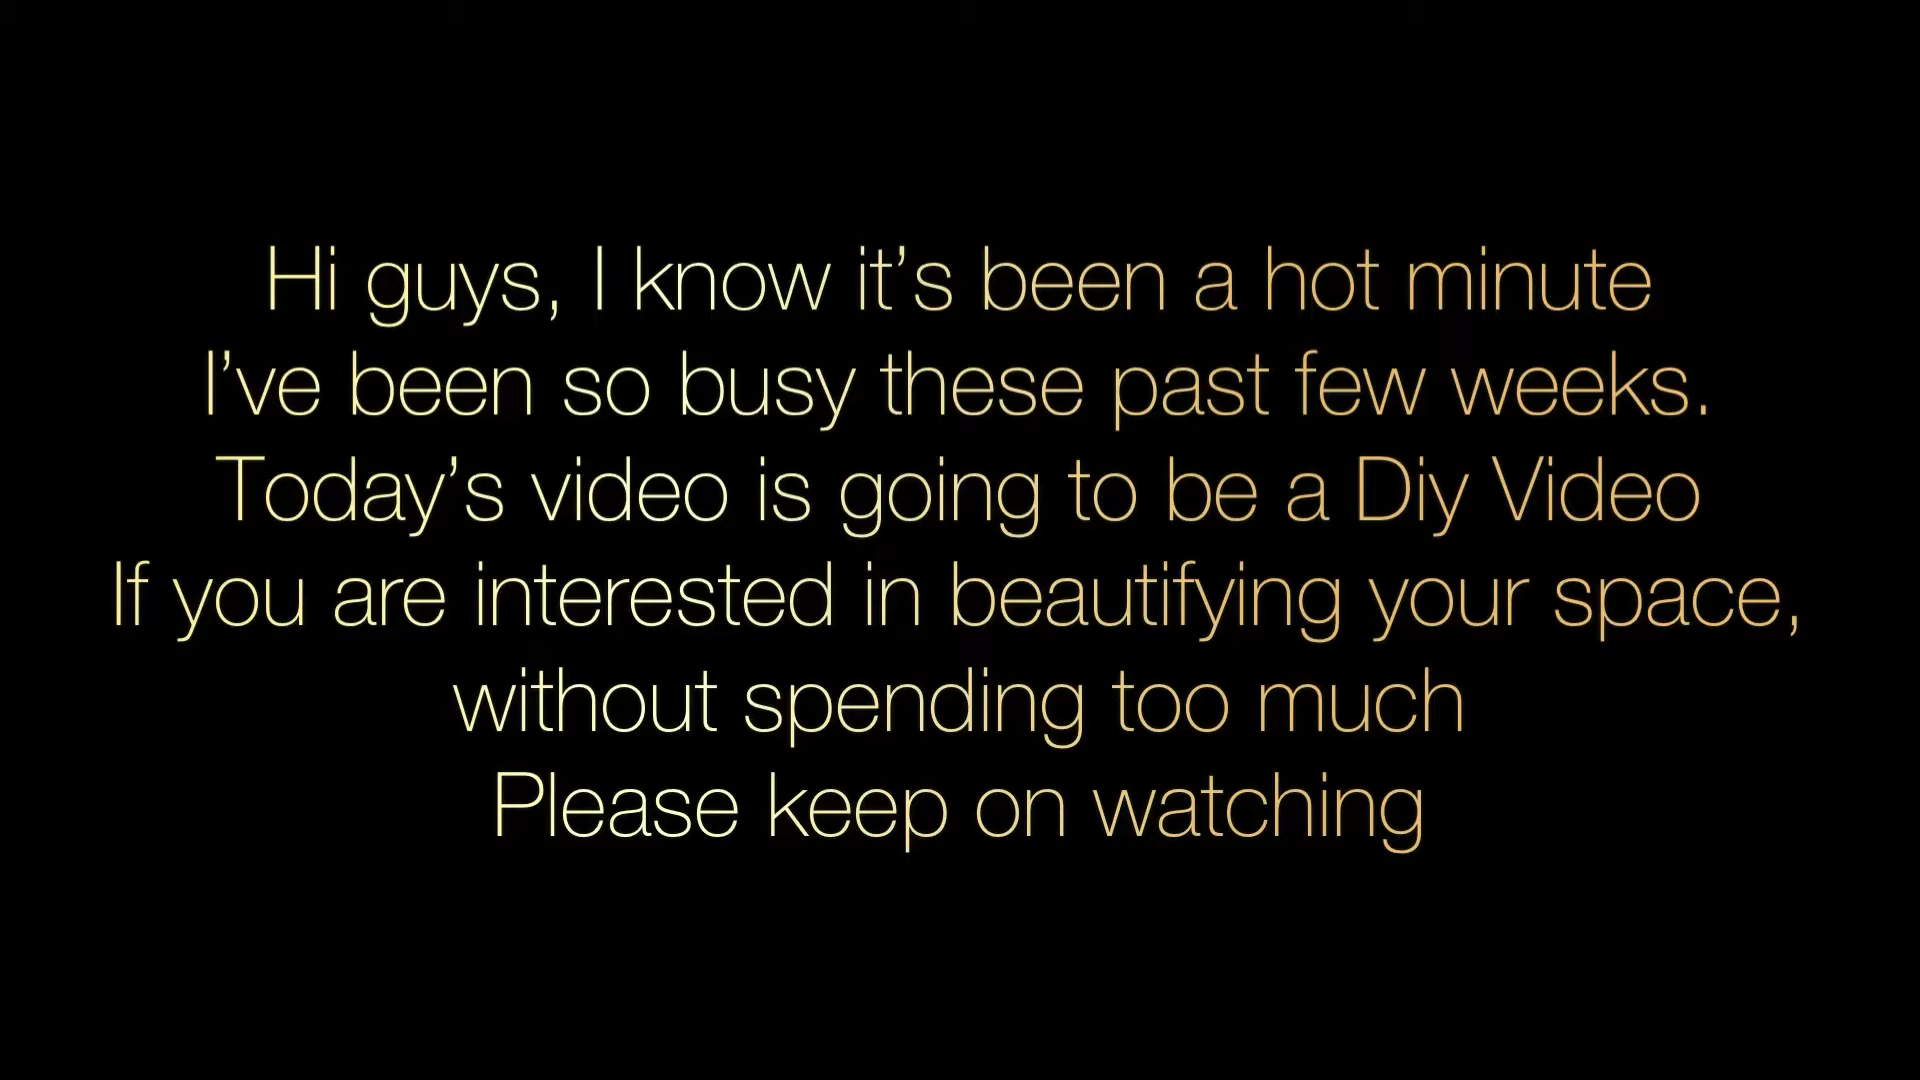 Hi guys, I know it’s been a hot minute
I’ve been so busy these past few weeks.
Today’s video is going to be a Diy Video
If you are interested in beautifying your space,
without spending too much
Please keep on watching